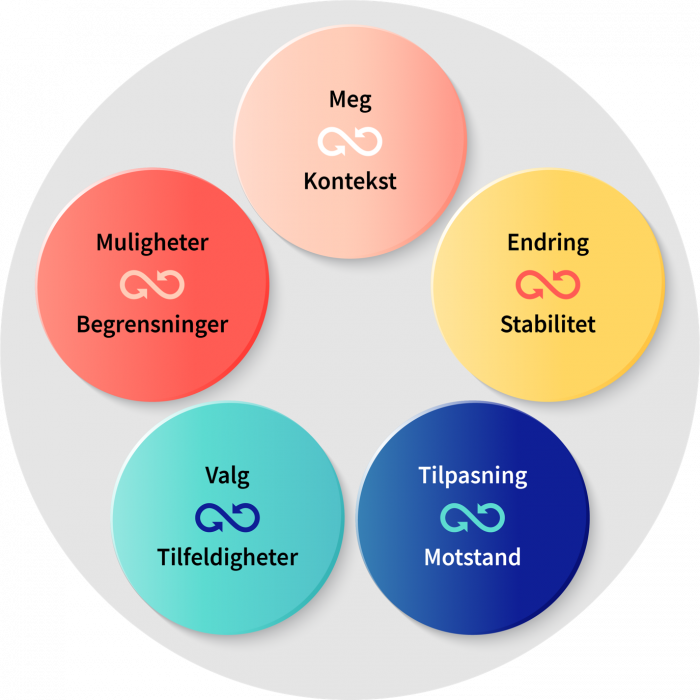 Meg
Kontekst
Endring
Stabilitet
Tilpasning
Motstand
Valg
Tilfeldigheter
Muligheter
Begrensninger